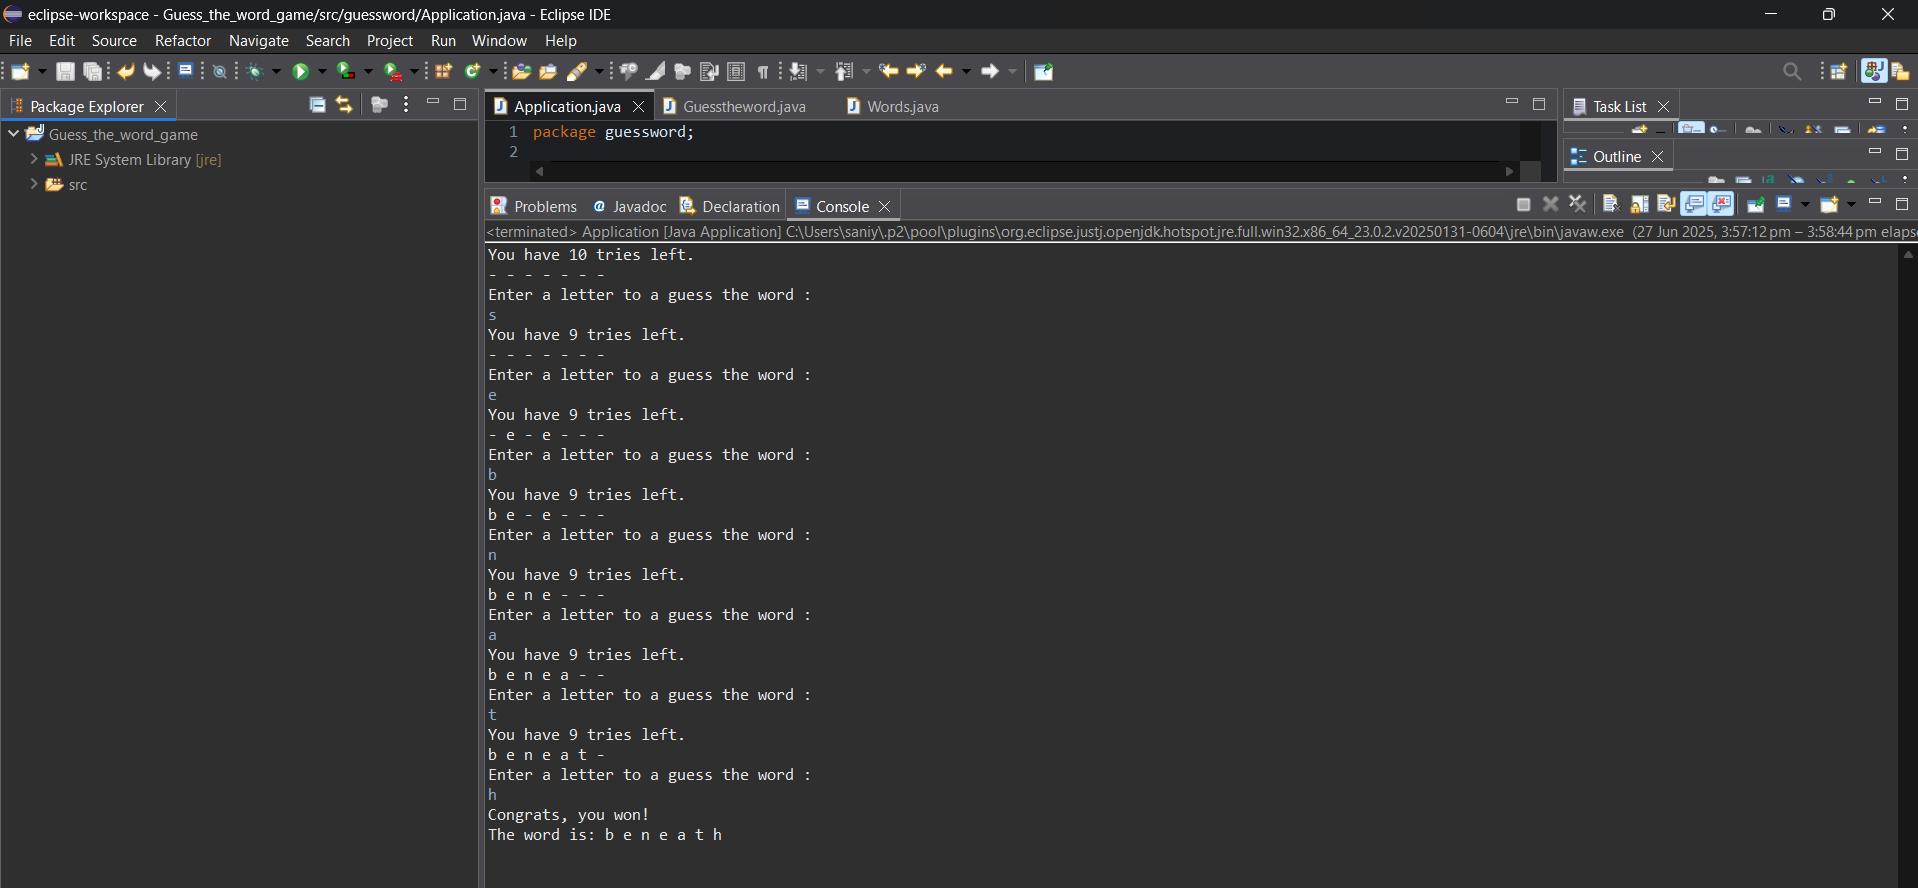 eclipse-workspace - Guess_the_word_game/src/guessword/Application.java - Eclipse IDE
File Edit Source Refactor Navigate Search Project Run Window Help
Package Explorer
Guess_the_word_game
JRE System Library [jre]
src
Application.java Guesstheword.java Words.java
1 package guessword;
2
Task List
Outline
Problems @ Javadoc Declaration Console
<terminated> Application [Java Application] C:\Users\saniy\.p2\pool\plugins\org.eclipse.justj.openjdk.hotspot.jre.full.win32.x86_64_23.0.2.v20250131-0604\jre\bin\javaw.exe (27 Jun 2025, 3:57:12 pm – 3:58:44 pm elaps
You have 10 tries left.
- - - - - - -
Enter a letter to a guess the word :
s
You have 9 tries left.
- - - - - - -
Enter a letter to a guess the word :
e
You have 9 tries left.
- e - e - - -
Enter a letter to a guess the word :
b
You have 9 tries left.
b e - e - - -
Enter a letter to a guess the word :
n
You have 9 tries left.
b e n e - - -
Enter a letter to a guess the word :
a
You have 9 tries left.
b e n e a - -
Enter a letter to a guess the word :
t
You have 9 tries left.
b e n e a t -
Enter a letter to a guess the word :
h
Congrats, you won!
The word is: b e n e a t h